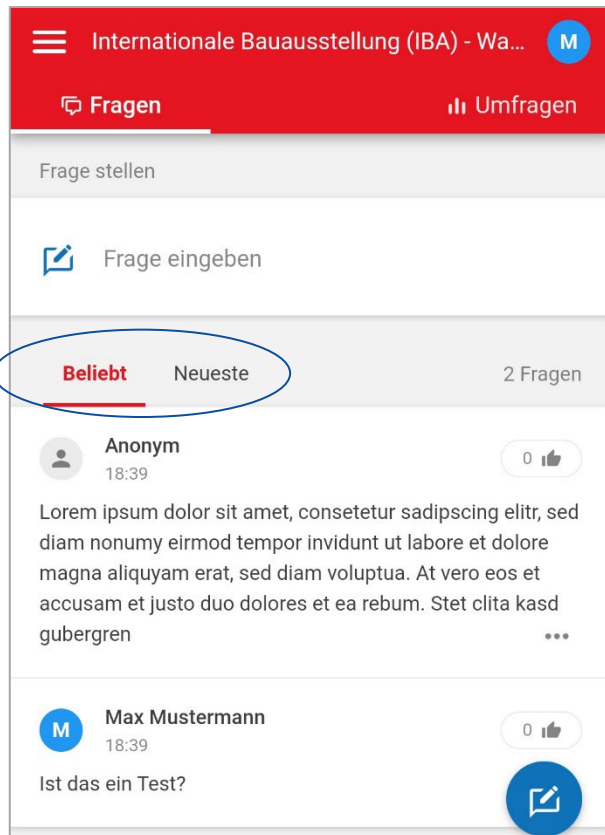 Internationale Bauausstellung (IBA) - Wa...
M
Fragen
Umfragen
Frage stellen
Frage eingeben
Beliebt
Neueste
2 Fragen
Anonym
0
18:39
Lorem ipsum dolor sit amet, consetetur sadipscing elitr, sed
diam nonumy eirmod tempor invidunt ut labore et dolore
magna aliquyam erat, sed diam voluptua. At vero eos et
accusam et justo duo dolores et ea rebum. Stet clita kasd
gubergren
M
Max Mustermann
0
18:39
Ist das ein Test?